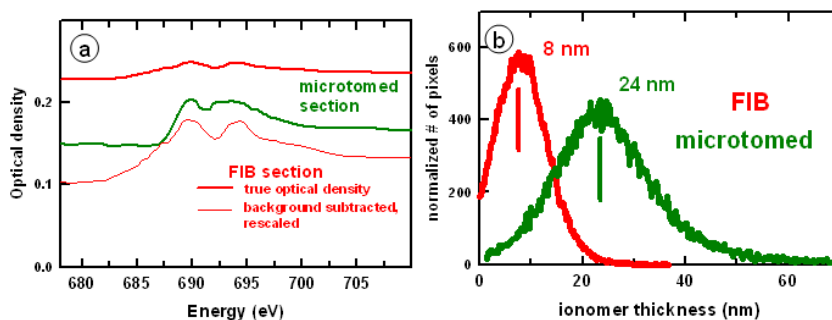 a
microtomed
section
FIB section
true optical density
background subtracted,
rescaled
Optical density
0.2
0.1
0.0
680 685 690 695 700 705
Energy (eV)
b
8 nm
24 nm
FIB
microtomed
normalized # of pixels
600
400
200
0
0 20 40 60
ionomer thickness (nm)